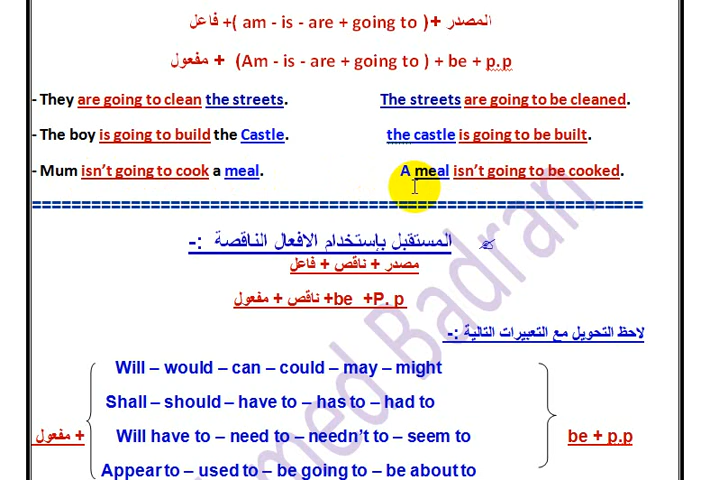 المصدر +( am - is - are + going to )+ فاعل
مفعول + (Am - is - are + going to ) + be + p.p
- They are going to clean the streets. The streets are going to be cleaned.
- The boy is going to build the Castle. the castle is going to be built.
- Mum isn’t going to cook a meal. A meal isn’t going to be cooked.
==============================================================
المستقبل بإستخدام الافعال الناقصة :-
مصدر + ناقص + فاعل
مفعول + ناقص +be +P. p
لاحظ التحويل مع التعبيرات التالية :-
Will – would – can – could – may – might
Shall – should – have to – has to – had to
مفعول + Will have to – need to – needn’t to – seem to be + p.p
Appear to – used to – be going to – be about to
Ahmed Badran